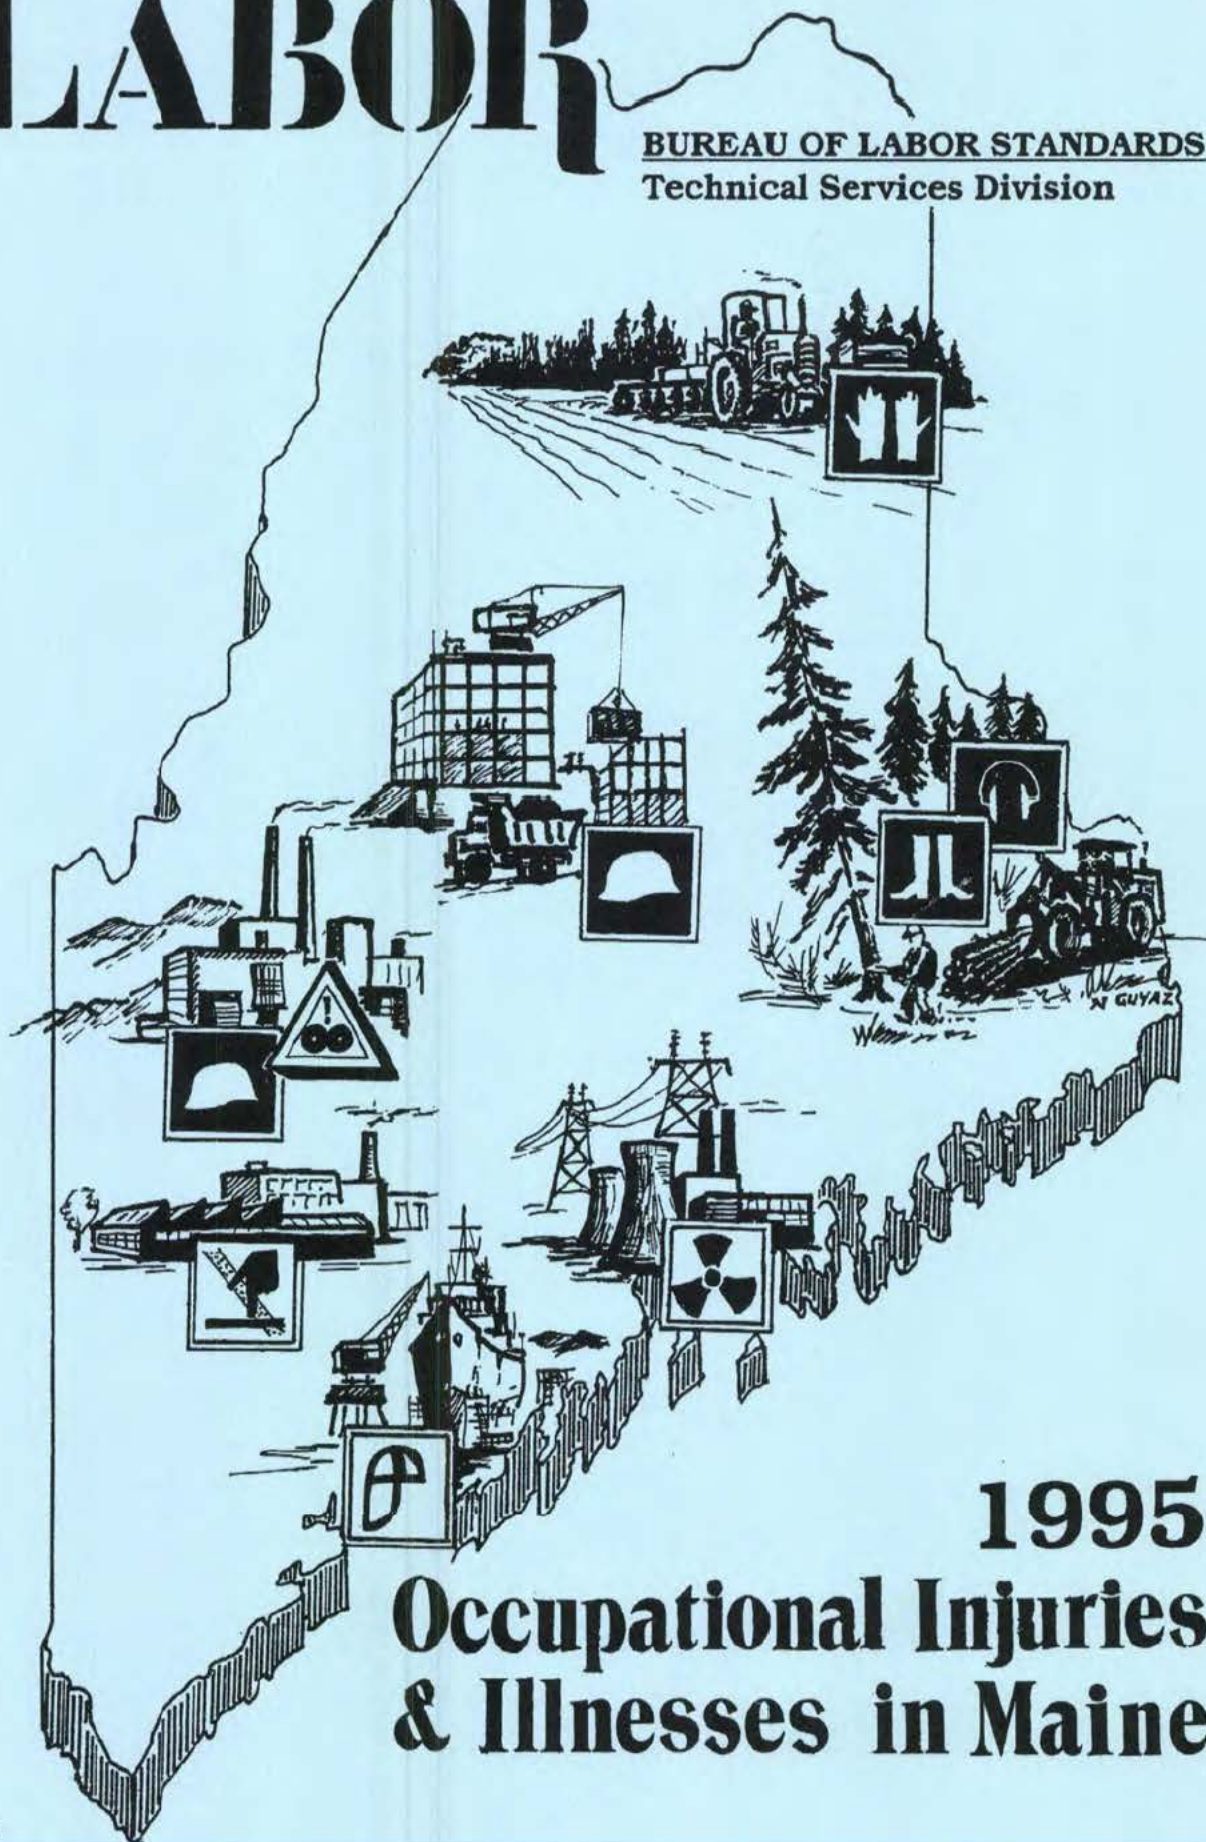 LABOR
BUREAU OF LABOR STANDARDS
Technical Services Division
N GUYAZ
1995
Occupational Injuries
& Illnesses in Maine